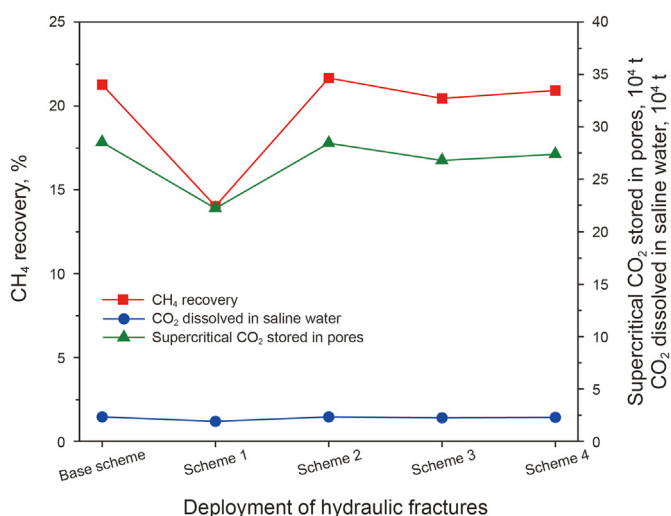 25
20
15
10
5
0
CH₄ recovery, %
CH₄ recovery
CO₂ dissolved in saline water
Supercritical CO₂ stored in pores
40
35
30
25
20
15
10
5
0
Supercritical CO₂ stored in pores, 10⁴ t
CO₂ dissolved in saline water, 10⁴ t
Base scheme
Scheme 1
Scheme 2
Scheme 3
Scheme 4
Deployment of hydraulic fractures